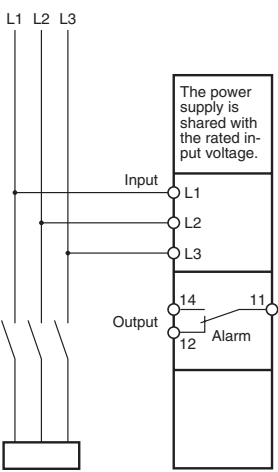 L1 L2 L3
The power
supply is
shared with
the rated in-
put voltage.
Input
L1
L2
L3
14
11
Output
Alarm
12